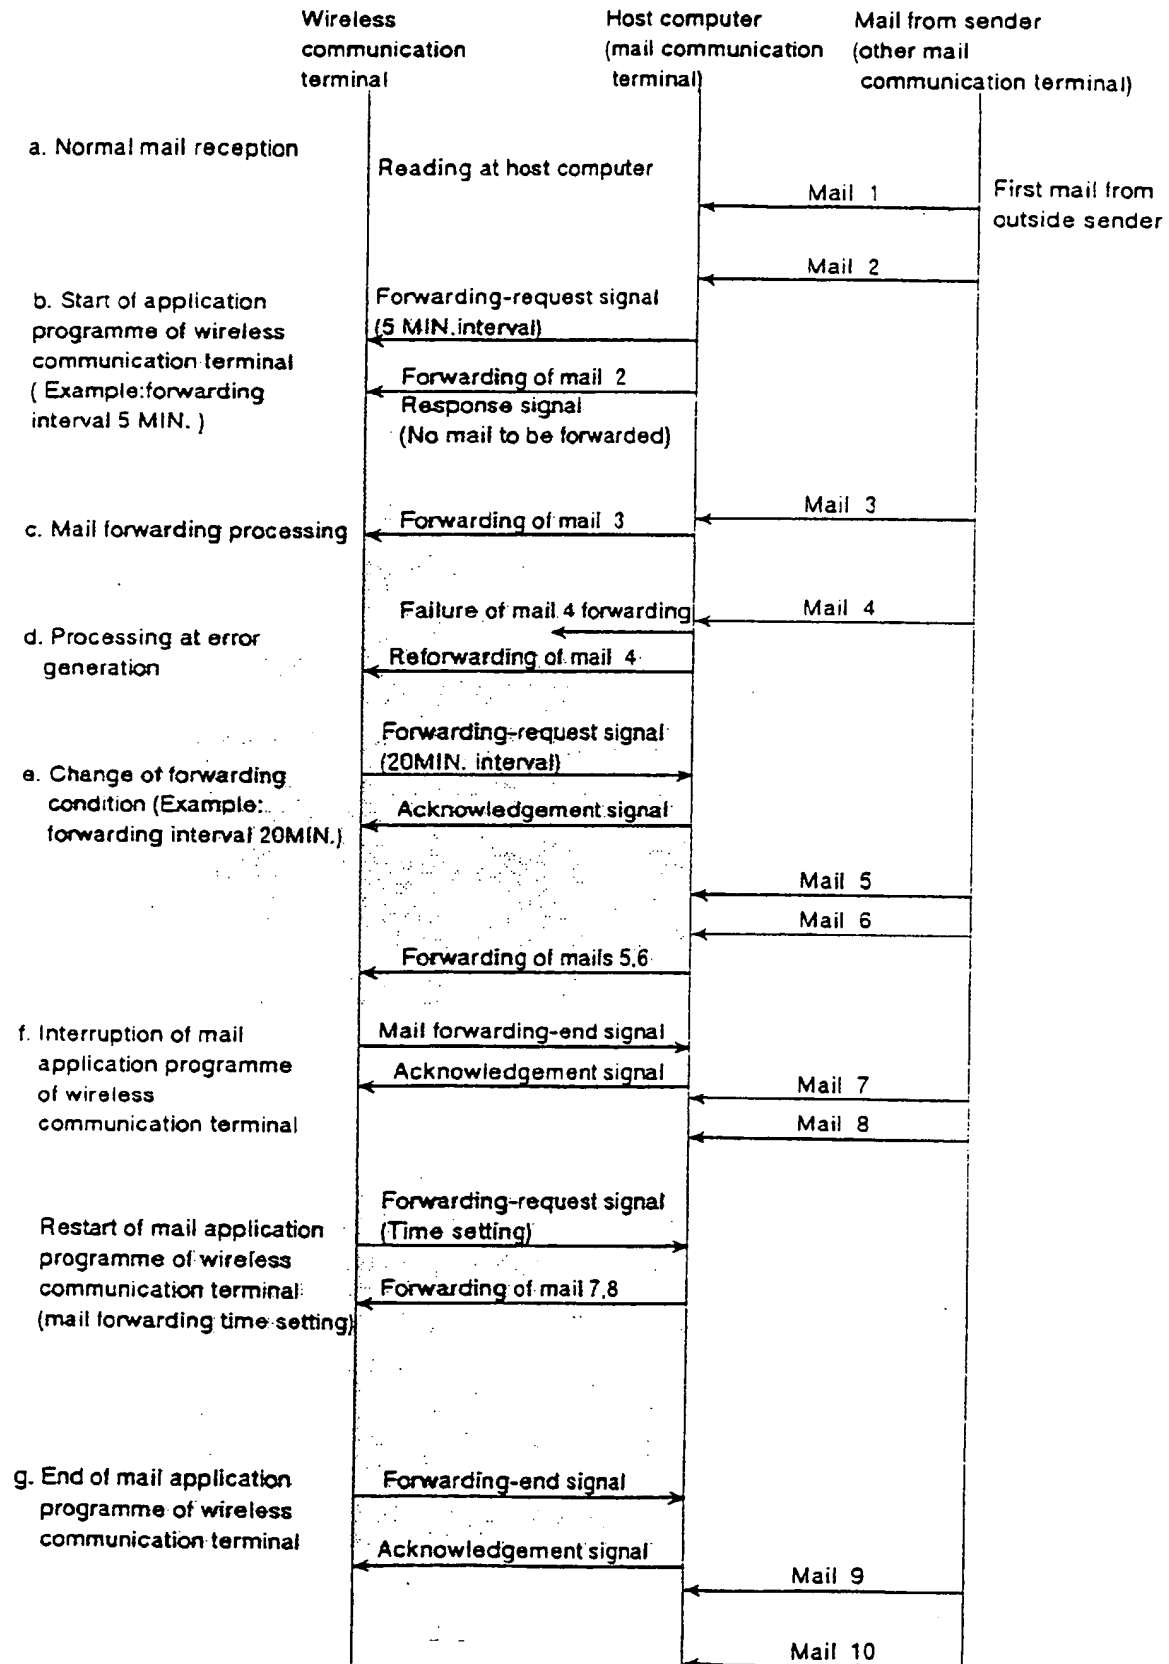 Wireless
communication
terminal
Host computer
(mail communication
terminal)
Mail from sender
(other mail
communication terminal)
a. Normal mail reception
Reading at host computer
Mail 1
First mail from
outside sender
Mail 2
b. Start of application
programme of wireless
communication terminal
( Example:forwarding
interval 5 MIN. )
Forwarding-request signal
(5 MIN.interval)
Forwarding of mail 2
Response signal
(No mail to be forwarded)
Mail 3
c. Mail forwarding processing
Forwarding of mail 3
Failure of mail 4 forwarding
Mail 4
d. Processing at error
generation
Reforwarding of mail 4
Forwarding-request signal
(20MIN. interval)
e. Change of forwarding
condition (Example:
forwarding interval 20MIN.)
Acknowledgement signal
Mail 5
Mail 6
Forwarding of mails 5,6
f. Interruption of mail
application programme
of wireless
communication terminal
Mail forwarding-end signal
Acknowledgement signal
Mail 7
Mail 8
Forwarding-request signal
(Time setting)
Restart of mail application
programme of wireless
communication terminal
(mail forwarding time setting)
Forwarding of mail 7,8
g. End of mail application
programme of wireless
communication terminal
Forwarding-end signal
Acknowledgement signal
Mail 9
Mail 10